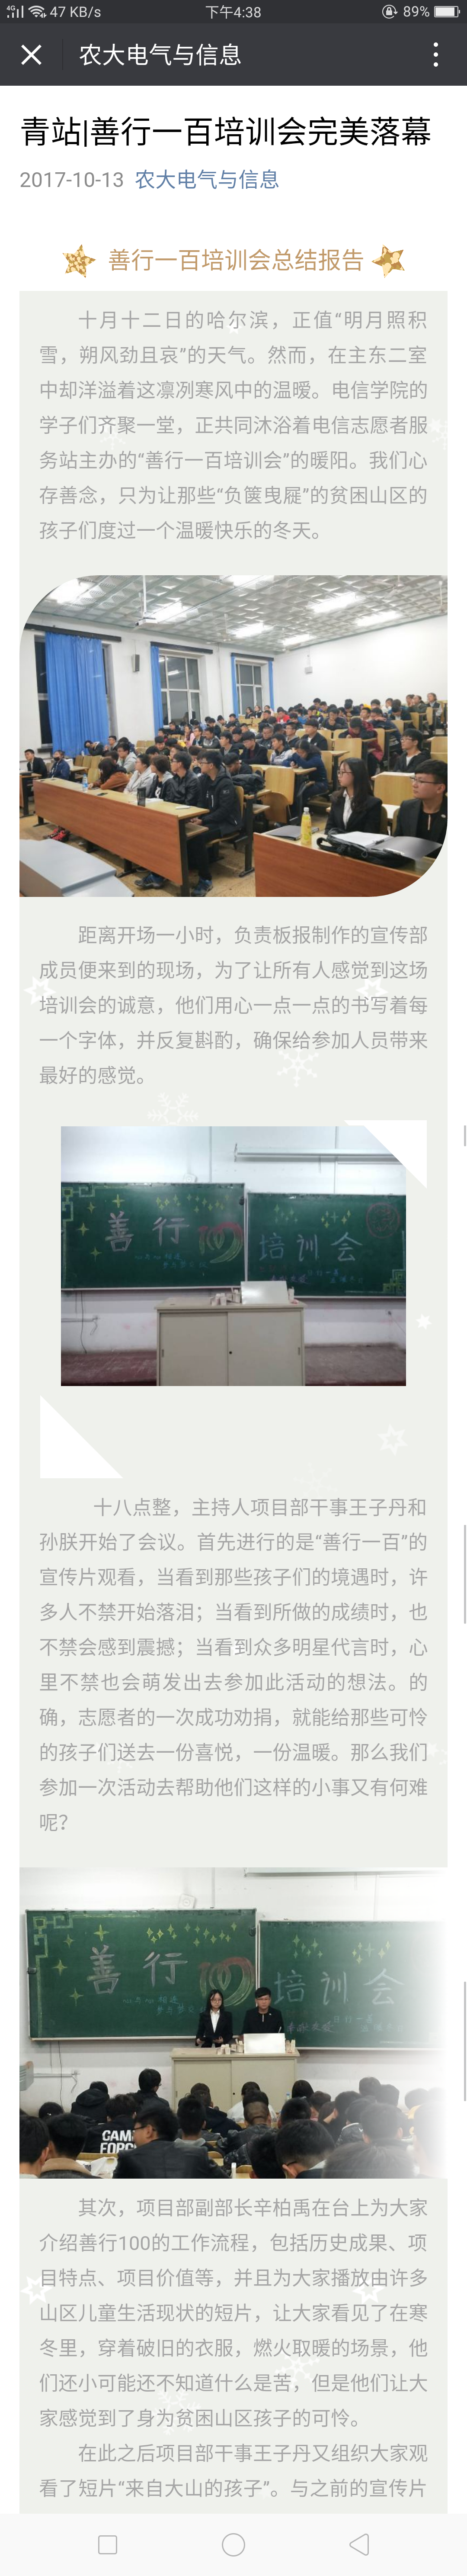 4G 47 KB/s 下午4:38 89%
农大电气与信息
青站|善行一百培训会完美落幕
2017-10-13 农大电气与信息
善行一百培训会总结报告
十月十二日的哈尔滨，正值“明月照积
雪，朔风劲且哀”的天气。然而，在主东二室
中却洋溢着这凛冽寒风中的温暖。电信学院的
学子们齐聚一堂，正共同沐浴着电信志愿者服
务站主办的“善行一百培训会”的暖阳。我们心
存善念，只为让那些“负箧曳屣”的贫困山区的
孩子们度过一个温暖快乐的冬天。
距离开场一小时，负责板报制作的宣传部
成员便来到的现场，为了让所有人感觉到这场
培训会的诚意，他们用心一点一点的书写着每
一个字体，并反复斟酌，确保给参加人员带来
最好的感觉。
善行100培训会
十八点整，主持人项目部干事王子丹和
孙朕开始了会议。首先进行的是“善行一百”的
宣传片观看，当看到那些孩子们的境遇时，许
多人不禁开始落泪；当看到所做的成绩时，也
不禁会感到震撼；当看到众多明星代言时，心
里不禁也会萌发出去参加此活动的想法。的
确，志愿者的一次成功劝捐，就能给那些可怜
的孩子们送去一份喜悦，一份温暖。那么我们
参加一次活动去帮助他们这样的小事又有何难
呢？
善行100培训会
GAME
FORCE
其次，项目部副部长辛柏禹在台上为大家
介绍善行100的工作流程，包括历史成果、项
目特点、项目价值等，并且为大家播放由许多
山区儿童生活现状的短片，让大家看见了在寒
冬里，穿着破旧的衣服，燃火取暖的场景，他
们还小可能还不知道什么是苦，但是他们让大
家感觉到了身为贫困山区孩子的可怜。
在此之后项目部干事王子丹又组织大家观
看了短片“来自大山的孩子”。与之前的宣传片